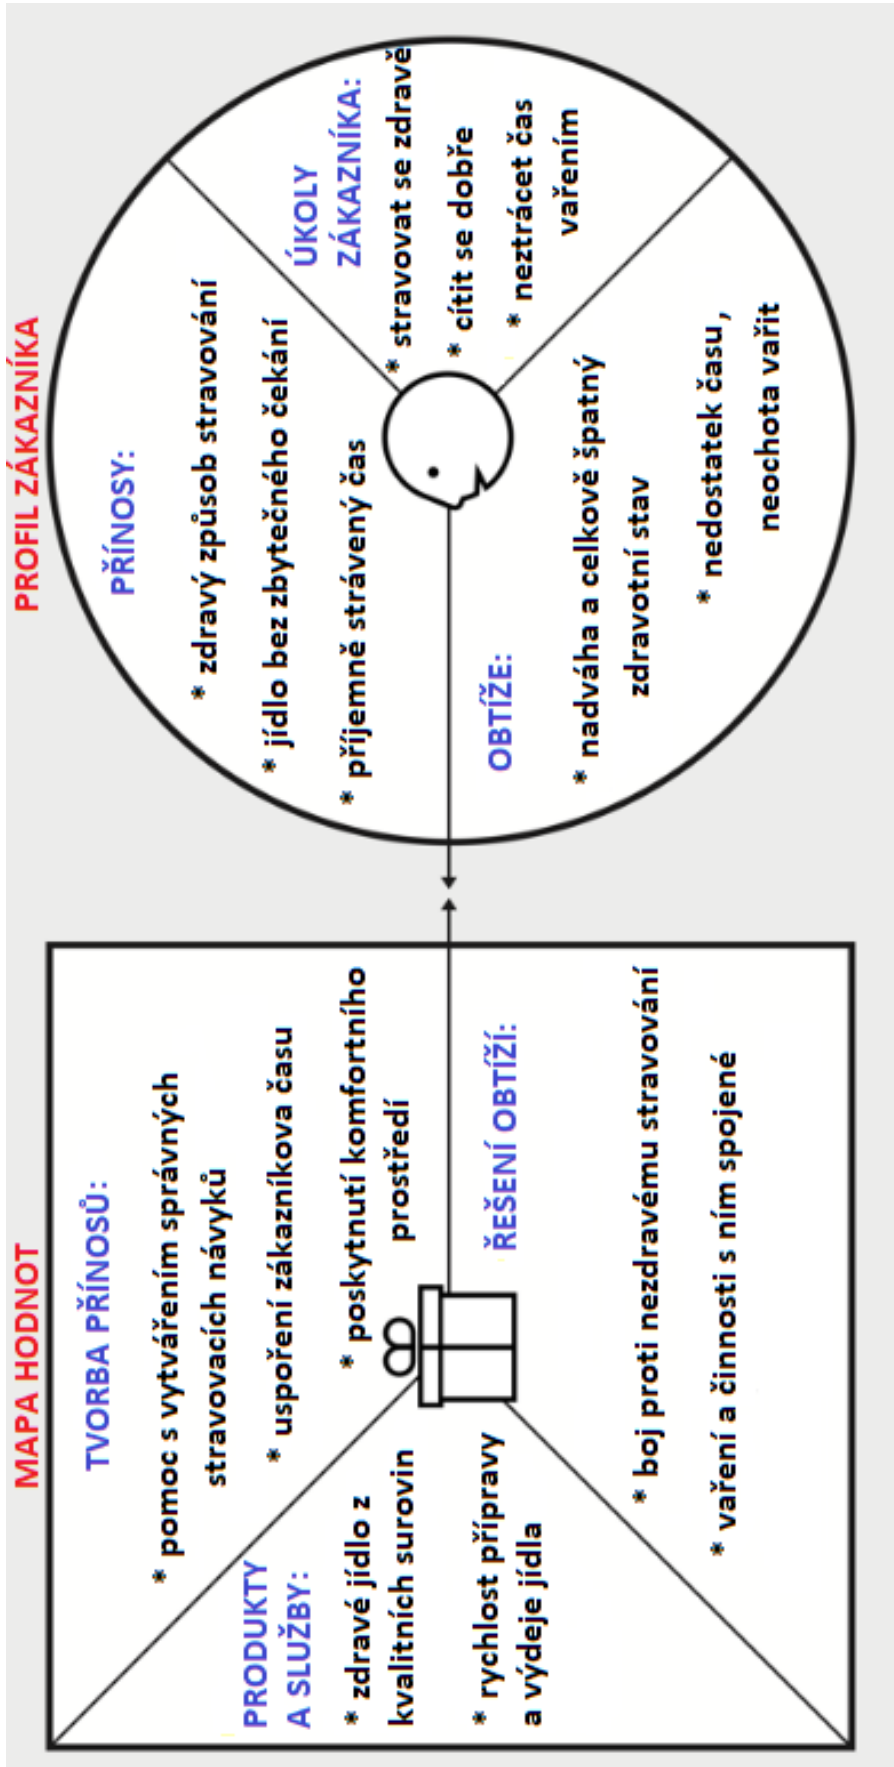 MAPA HODNOT
TVORBA PŘÍNOSŮ:
* pomoc s vytvářením správných
stravovacích návyků
* uspoření zákazníkova času
* poskytnutí komfortního
prostředí
PRODUKTY
A SLUŽBY:
* zdravé jídlo z
kvalitních surovin
* rychlost přípravy
a výdeje jídla
ŘEŠENÍ OBTÍŽÍ:
* boj proti nezdravému stravování
* vaření a činnosti s ním spojené
PROFIL ZÁKAZNÍKA
PŘÍNOSY:
* zdravý způsob stravování
* jídlo bez zbytečného čekání
* příjemně strávený čas
ÚKOLY
ZÁKAZNÍKA:
* stravovat se zdravě
* cítit se dobře
* neztrácet čas
vařením
OBTÍŽE:
* nadváha a celkově špatný
zdravotní stav
* nedostatek času,
neochota vařit